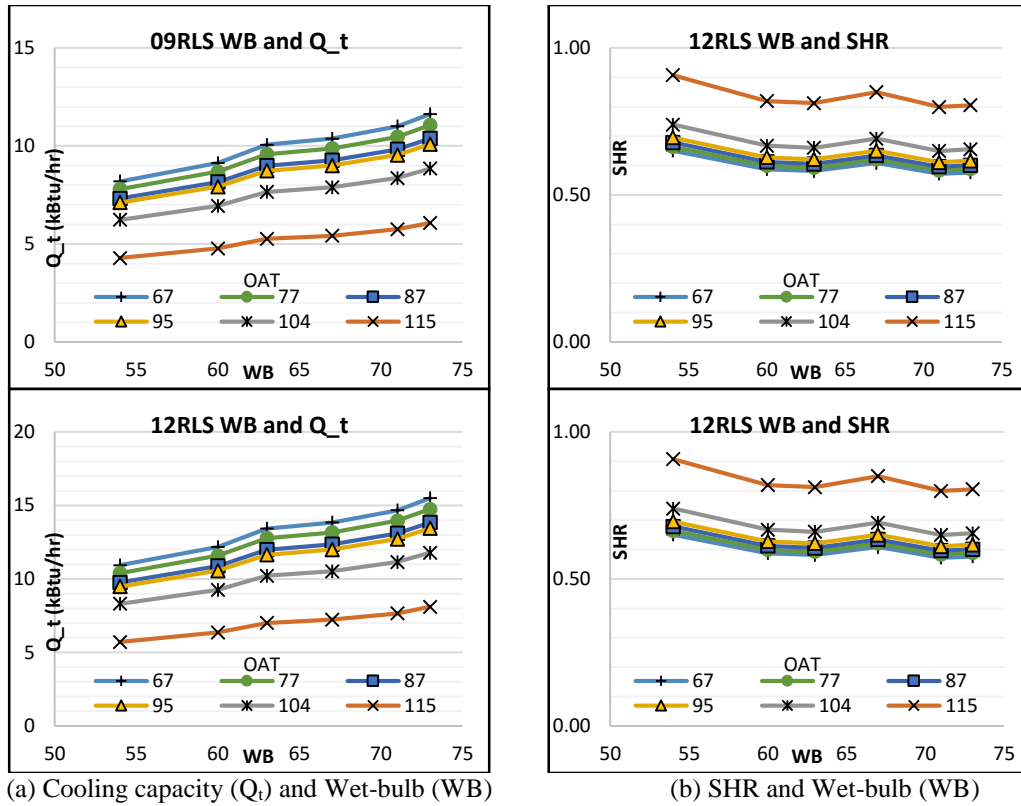 09RLS WB and Q_t
15
10
5
0
Q_t (kBtu/hr)
OAT
67 77 87
95 104 115
50 55 60 65 70 75
WB
12RLS WB and SHR
1.00
0.50
0.00
SHR
OAT
67 77 87
95 104 115
50 55 60 65 70 75
WB
12RLS WB and Q_t
20
15
10
5
0
Q_t (kBtu/hr)
OAT
67 77 87
95 104 115
50 55 60 65 70 75
WB
12RLS WB and SHR
1.00
0.50
0.00
SHR
OAT
67 77 87
95 104 115
50 55 60 65 70 75
WB
(a) Cooling capacity (Qt) and Wet-bulb (WB)
(b) SHR and Wet-bulb (WB)